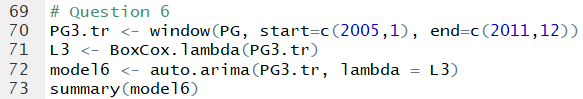 69 # Question 6
70 PG3.tr <- window(PG, start=c(2005,1), end=c(2011,12))
71 L3 <- BoxCox.lambda(PG3.tr)
72 model6 <- auto.arima(PG3.tr, lambda = L3)
73 summary(model6)